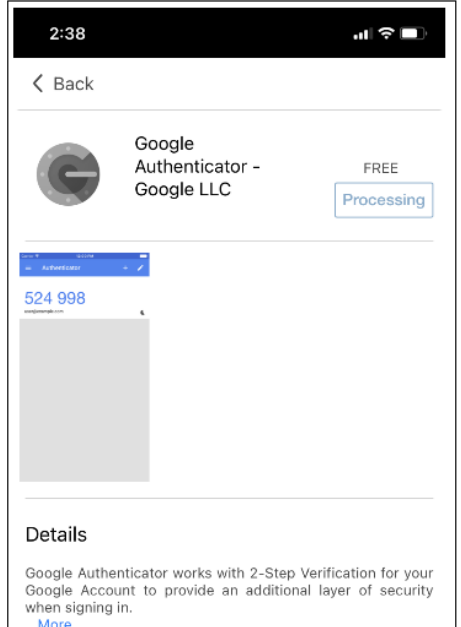 2:38
Back
Google
Authenticator -
Google LLC
FREE
Processing
Authenticator
524 998
Details
Google Authenticator works with 2-Step Verification for your
Google Account to provide an additional layer of security
when signing in.
More